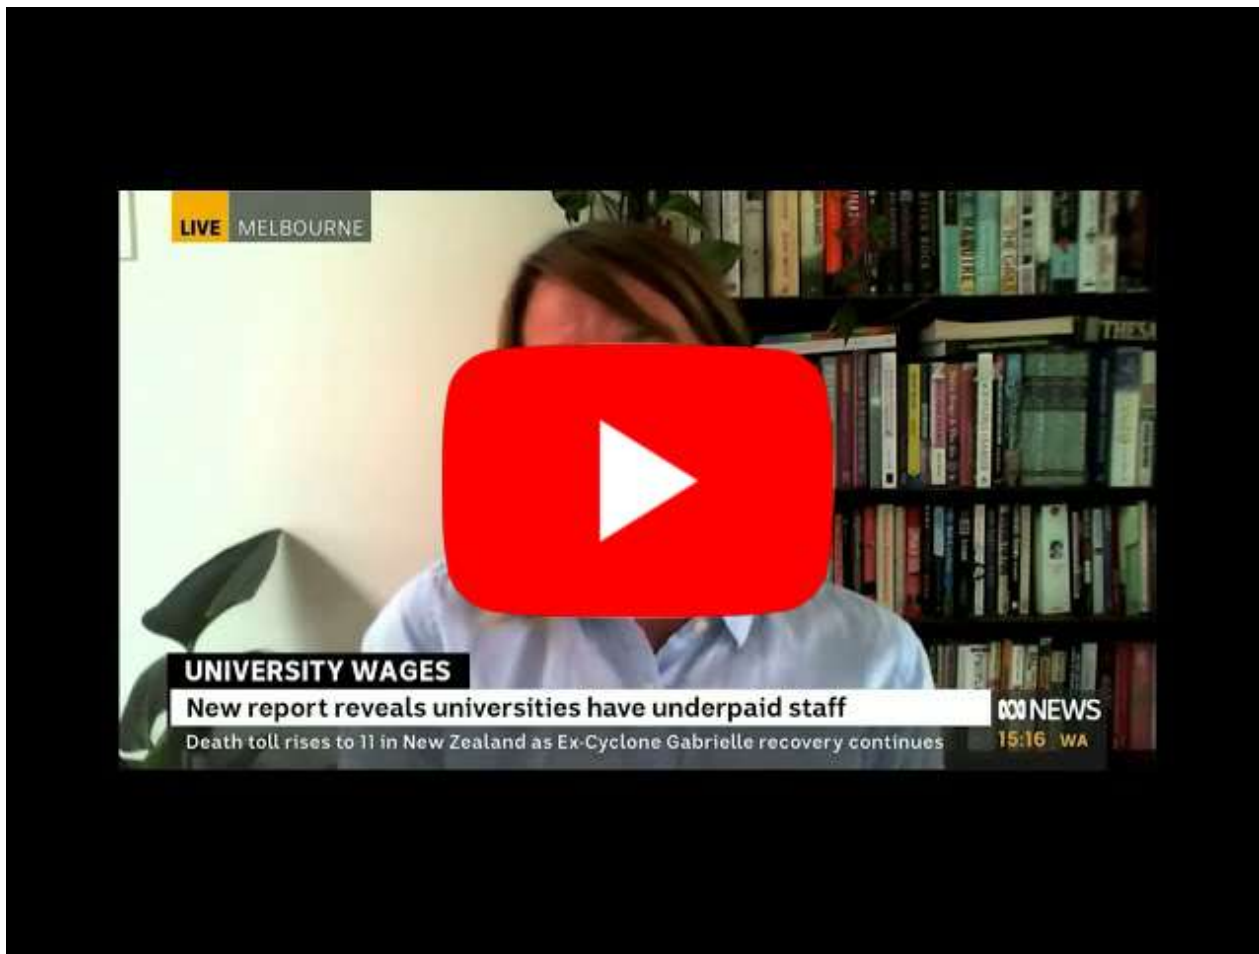 LIVE MELBOURNE
UNIVERSITY WAGES
New report reveals universities have underpaid staff
ABC NEWS
Death toll rises to 11 in New Zealand as Ex-Cyclone Gabrielle recovery continues
15:16 WA